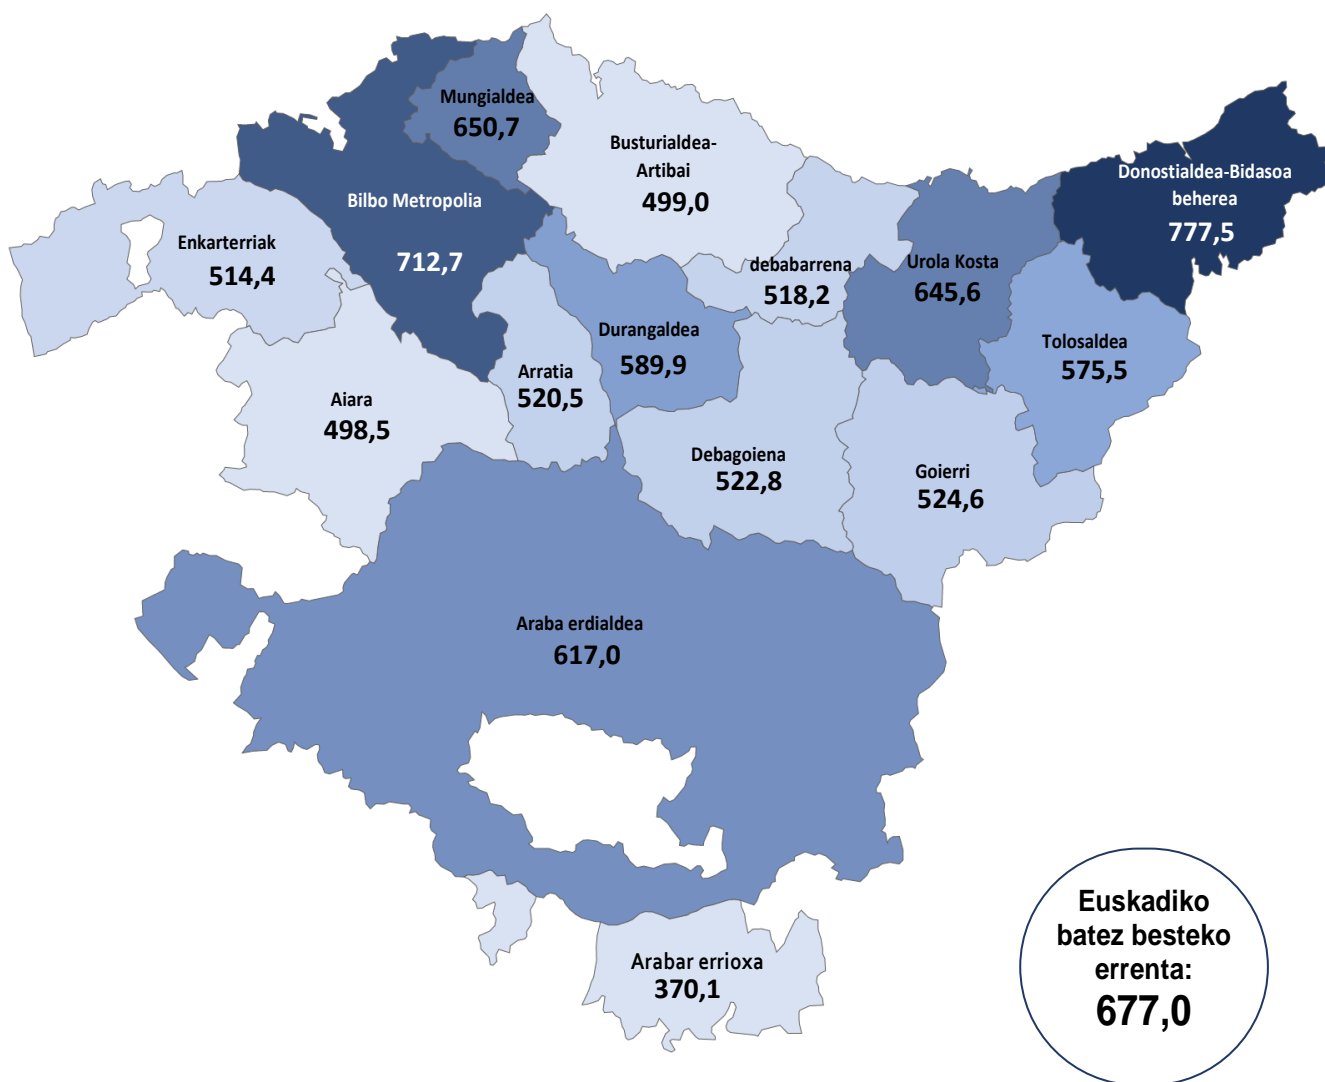 Mungialdea
650,7
Busturialdea-
Artibai
499,0
Donostialdea-Bidasoa
beherea
777,5
Bilbo Metropolia
712,7
Enkarterriak
514,4
debabarrena
518,2
Urola Kosta
645,6
Durangaldea
589,9
Tolosaldea
575,5
Arratia
520,5
Aiara
498,5
Debagoiena
522,8
Goierri
524,6
Araba erdialdea
617,0
Arabar errioxa
370,1
Euskadiko
batez besteko
errenta:
677,0